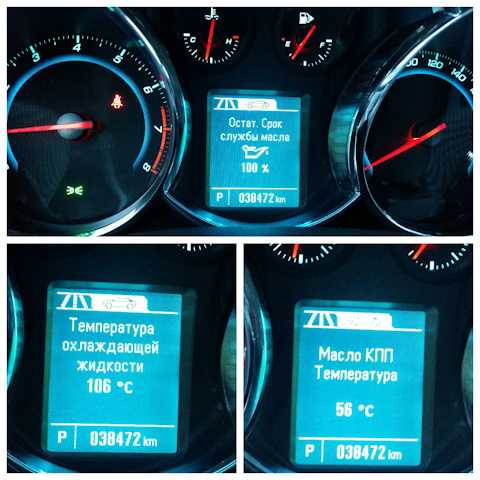 3
4
5
6
7
8
C
H
E
F
100
120
140
Остат. Срок
службы масла
100 %
P
038472 km
Температура
охлаждающей
жидкости
106 °C
P
038472 km
Масло КПП
Температура
56 °C
P
038472 km